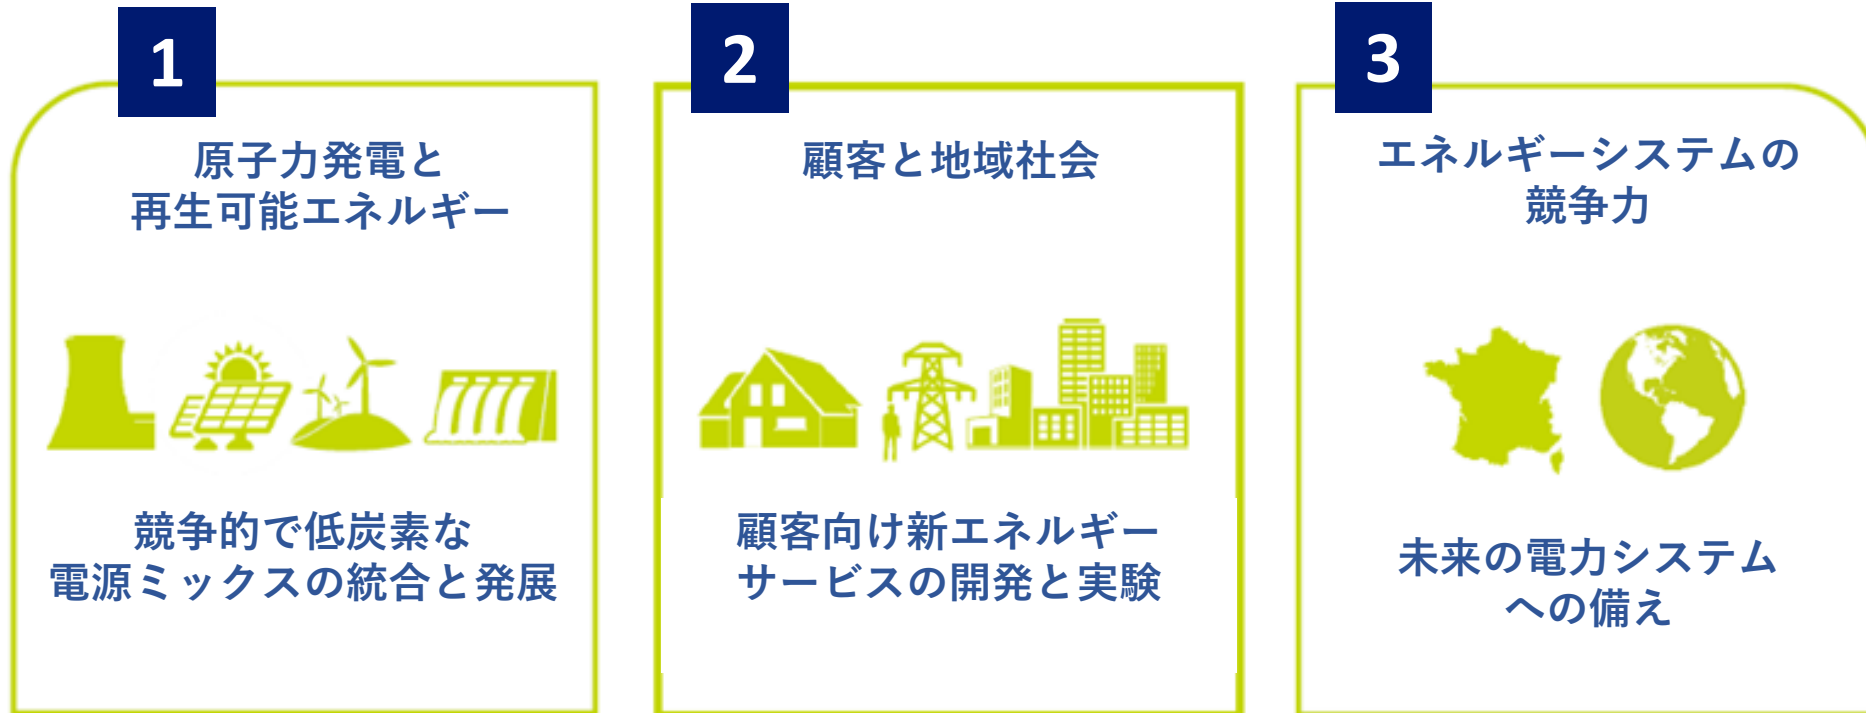 1
原子力発電と
再生可能エネルギー
競争的で低炭素な
電源ミックスの統合と発展
2
顧客と地域社会
顧客向け新エネルギー
サービスの開発と実験
3
エネルギーシステムの
競争力
未来の電力システム
への備え